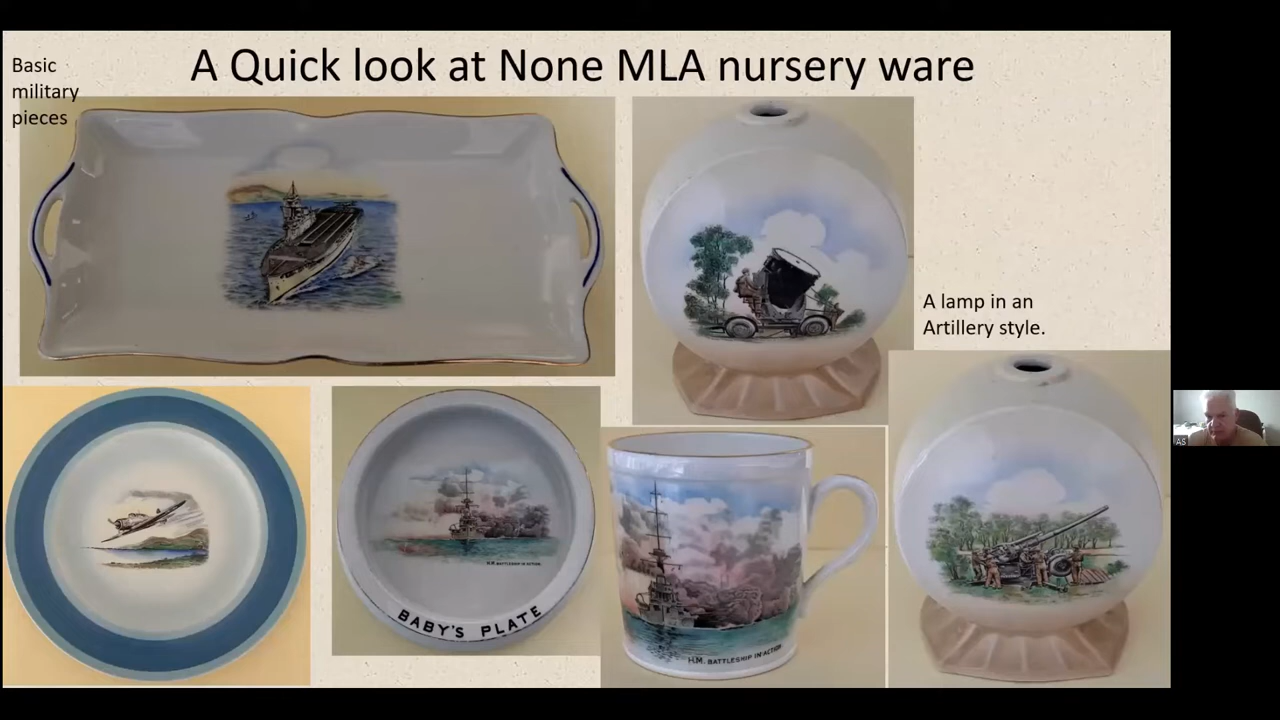 A Quick look at None MLA nursery ware
Basic
military
pieces
A lamp in an
Artillery style.
H.M. BATTLESHIP IN ACTION.
BABY'S PLATE
H.M. BATTLESHIP IN ACTION
AS